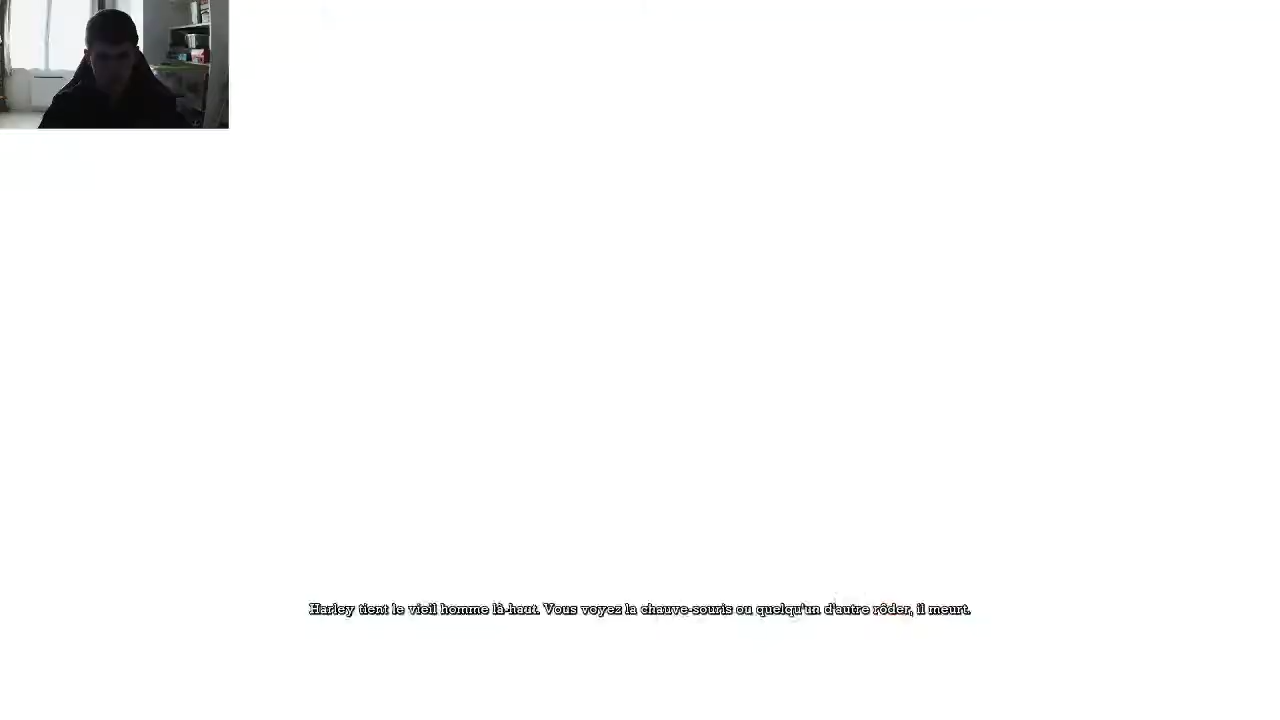 Harley tient le vieil homme là-haut. Vous voyez la chauve-souris ou quelqu'un d'autre rôder, il meurt.